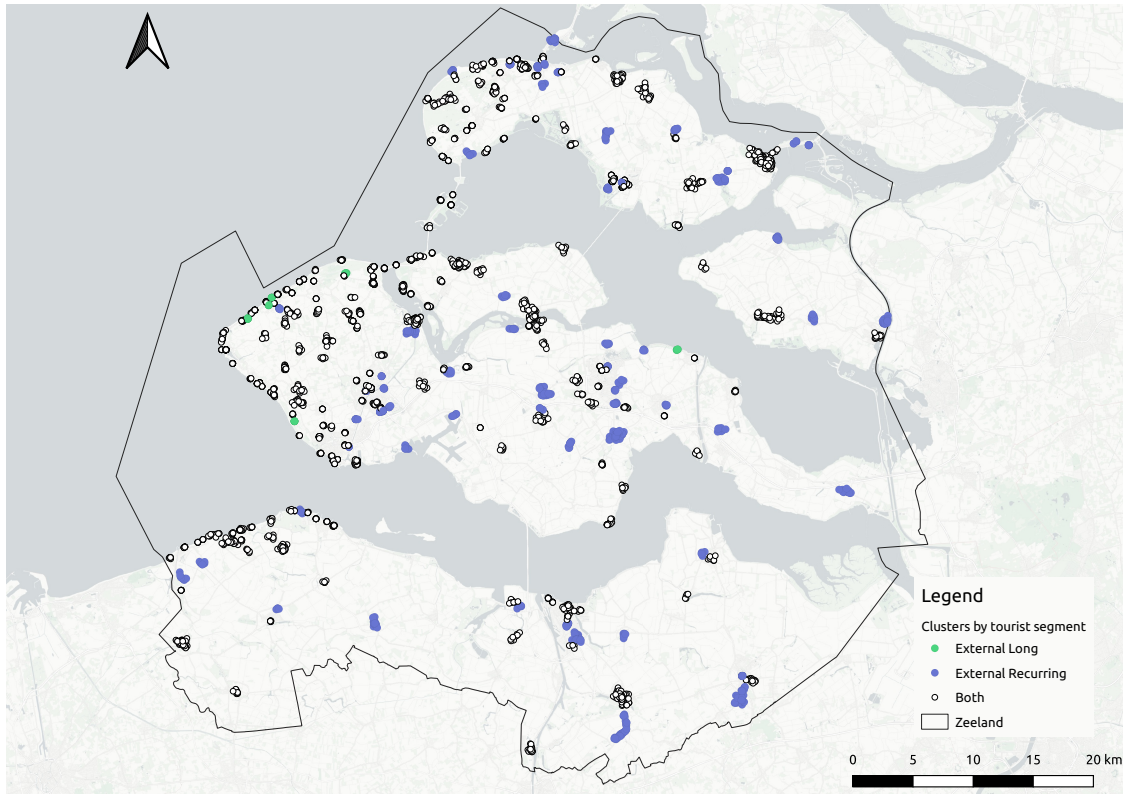 Legend
Clusters by tourist segment
External Long
External Recurring
Both
Zeeland
0 5 10 15 20 km